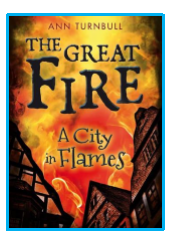 ANN TURNBULL
THE GREAT
FIRE
A City
in Flames